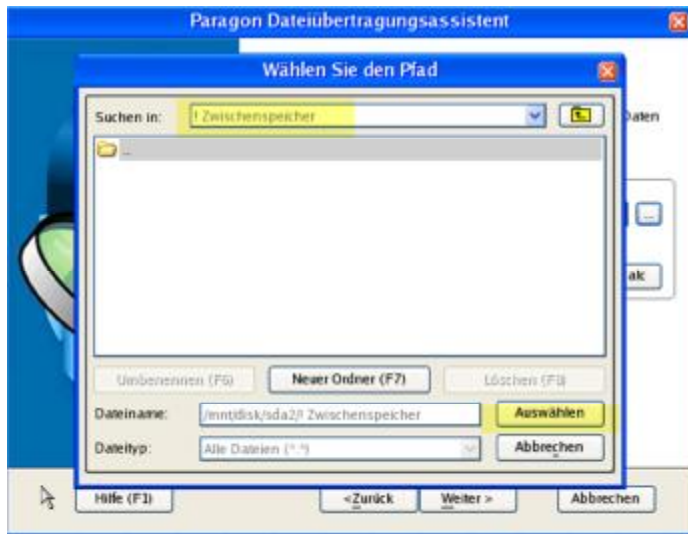 Paragon Dateiübertragungsassistent
Wählen Sie den Pfad
Suchen in: ! Zwischenspeicher
Daten
..
...
Umbenennen (F6) Neuer Ordner (F7) Löschen (F8)
Dateiname: /mnt/disk/sda2/! Zwischenspeicher Auswählen
Dateityp: Alle Dateien (*.*) Abbrechen
Hilfe (F1) <Zurück Weiter > Abbrechen